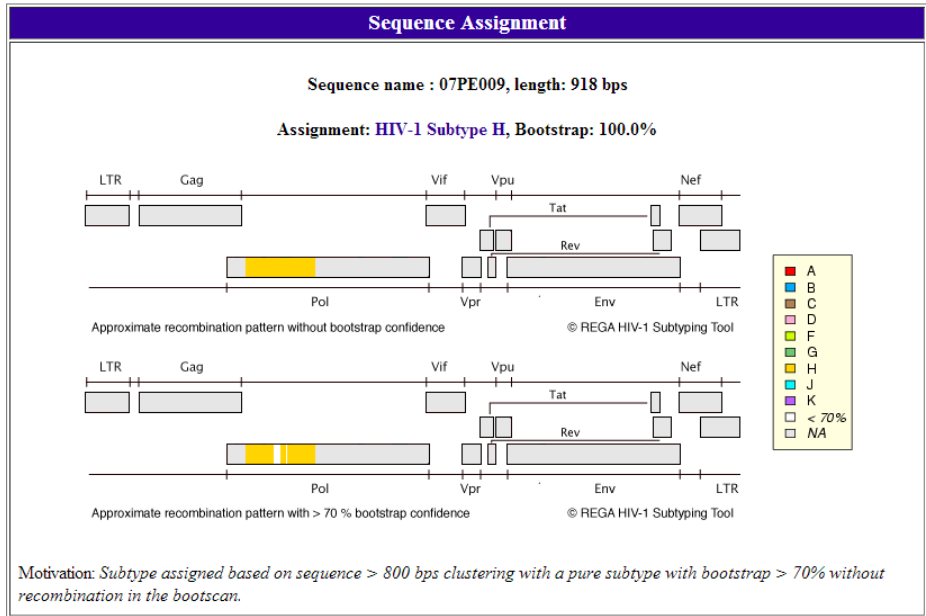 Sequence Assignment
Sequence name : 07PE009, length: 918 bps
Assignment: HIV-1 Subtype H, Bootstrap: 100.0%
LTR Gag Vif Vpu Nef
Tat
Rev
Pol Vpr Env LTR
Approximate recombination pattern without bootstrap confidence © REGA HIV-1 Subtyping Tool
LTR Gag Vif Vpu Nef
Tat
Rev
Pol Vpr Env LTR
Approximate recombination pattern with > 70 % bootstrap confidence © REGA HIV-1 Subtyping Tool
A
B
C
D
F
G
H
J
K
< 70%
NA
Motivation: Subtype assigned based on sequence > 800 bps clustering with a pure subtype with bootstrap > 70% without
recombination in the bootscan.